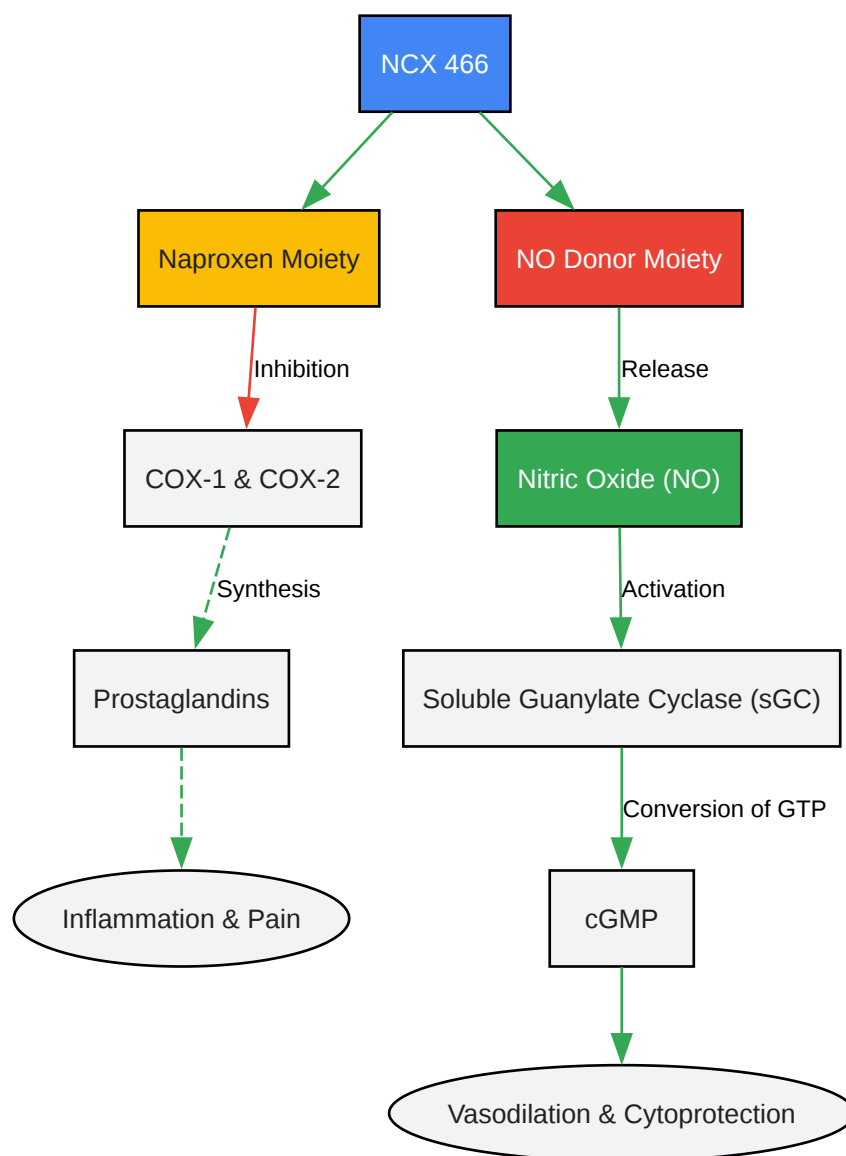 NCX 466
Naproxen Moiety
NO Donor Moiety
Inhibition
Release
COX-1 & COX-2
Nitric Oxide (NO)
Synthesis
Activation
Prostaglandins
Soluble Guanylate Cyclase (sGC)
Conversion of GTP
Inflammation & Pain
cGMP
Vasodilation & Cytoprotection